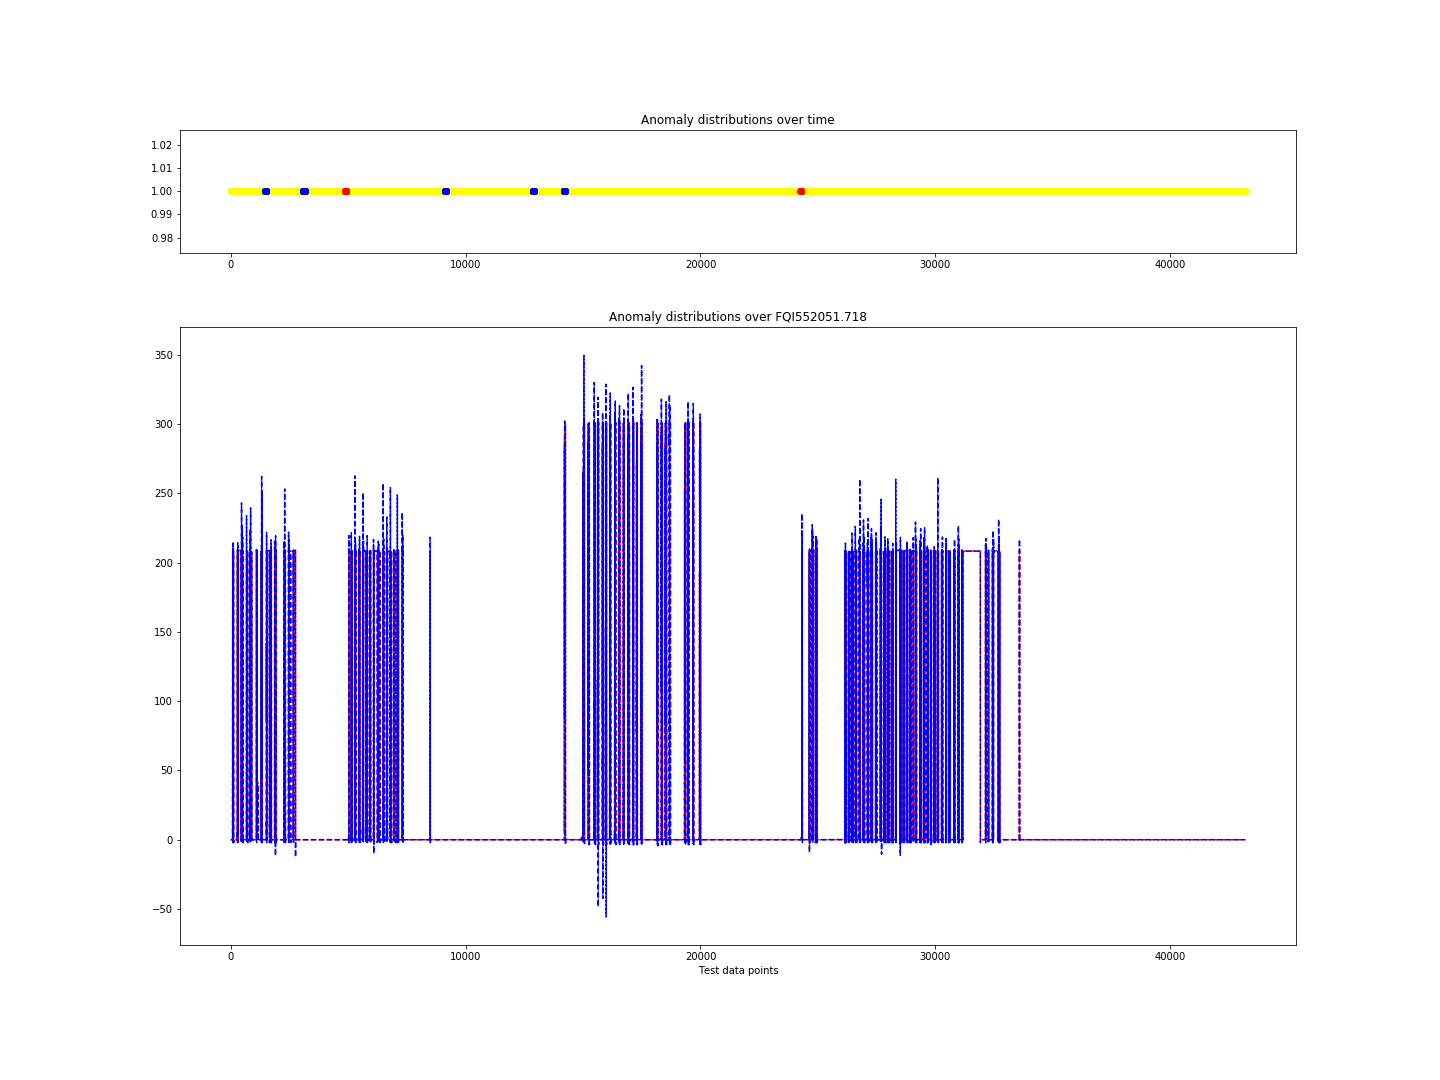 Anomaly distributions over time
1.02
1.01
1.00
0.99
0.98
0 10000 20000 30000 40000
Anomaly distributions over FQI552051.718
350
300
250
200
150
100
50
0
−50
0 10000 20000 30000 40000
Test data points